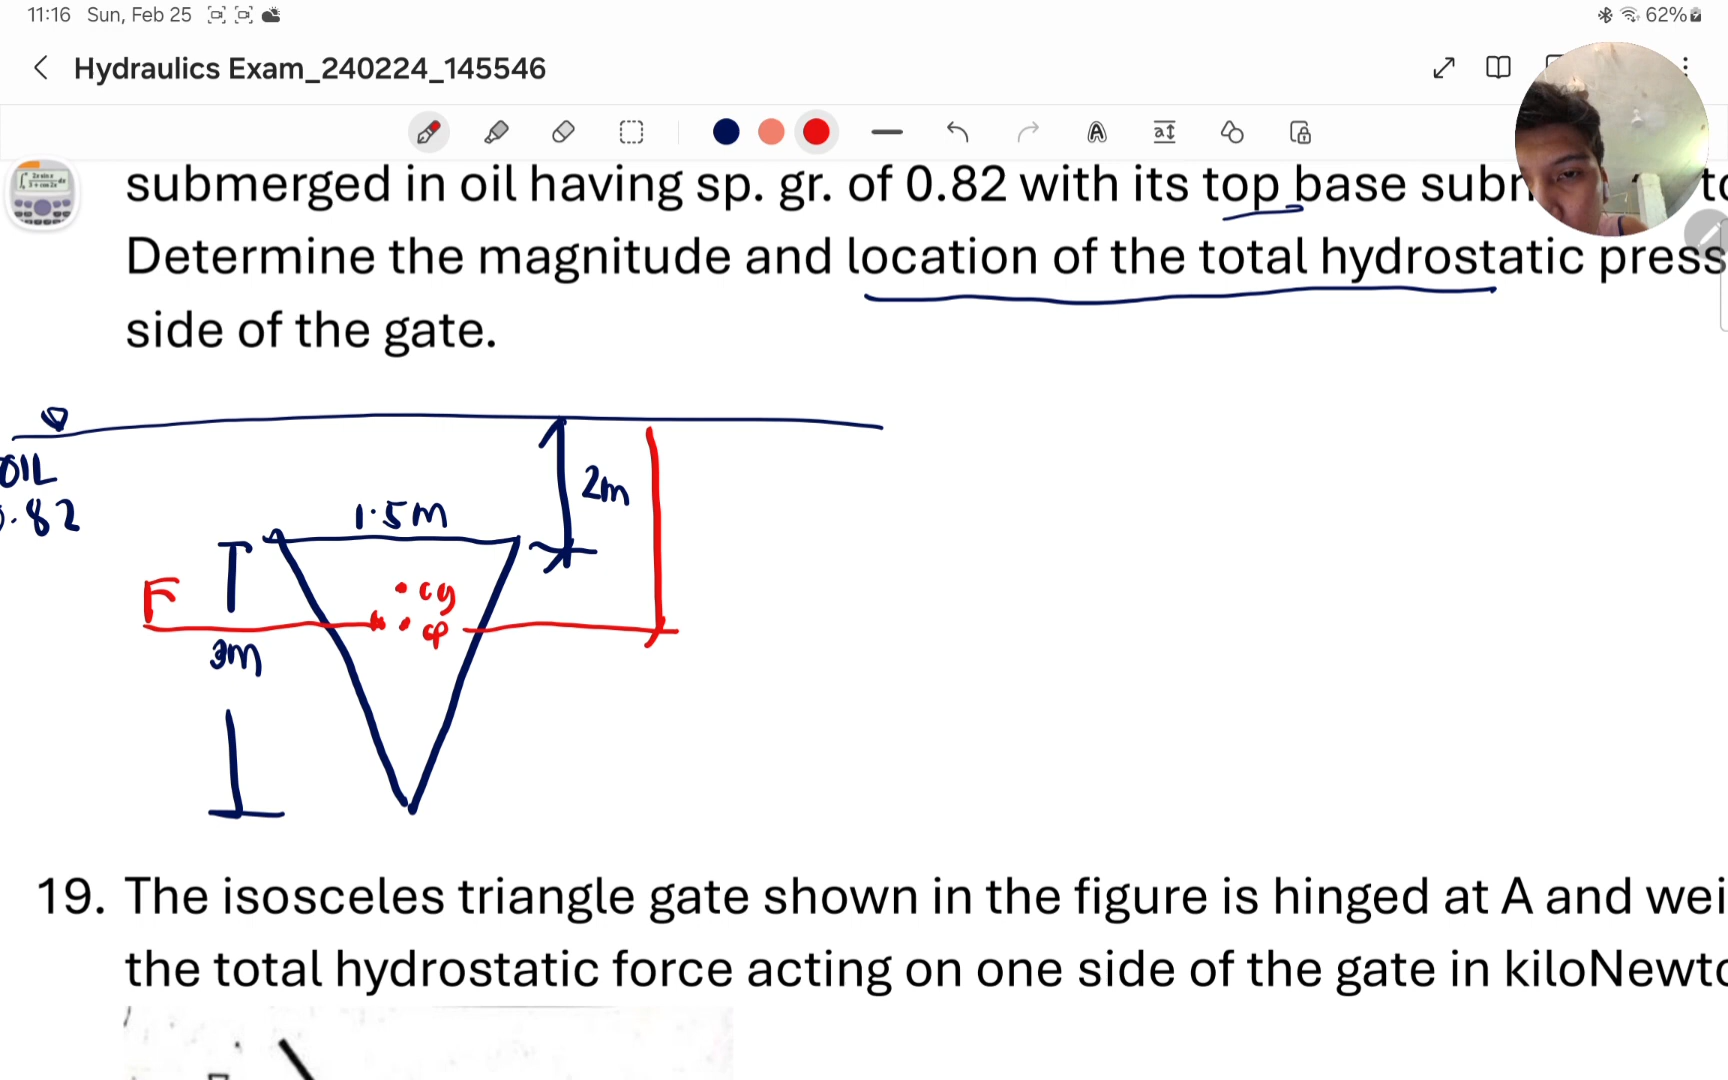 11:16 Sun, Feb 25 62%
Hydraulics Exam_240224_145546
submerged in oil having sp. gr. of 0.82 with its top base
Determine the magnitude and location of the total hydrostatic press
side of the gate.
OIL
0.82
1.5m
2m
F
cg
cp
3m
19. The isosceles triangle gate shown in the figure is hinged at A and wei
the total hydrostatic force acting on one side of the gate in kiloNewto